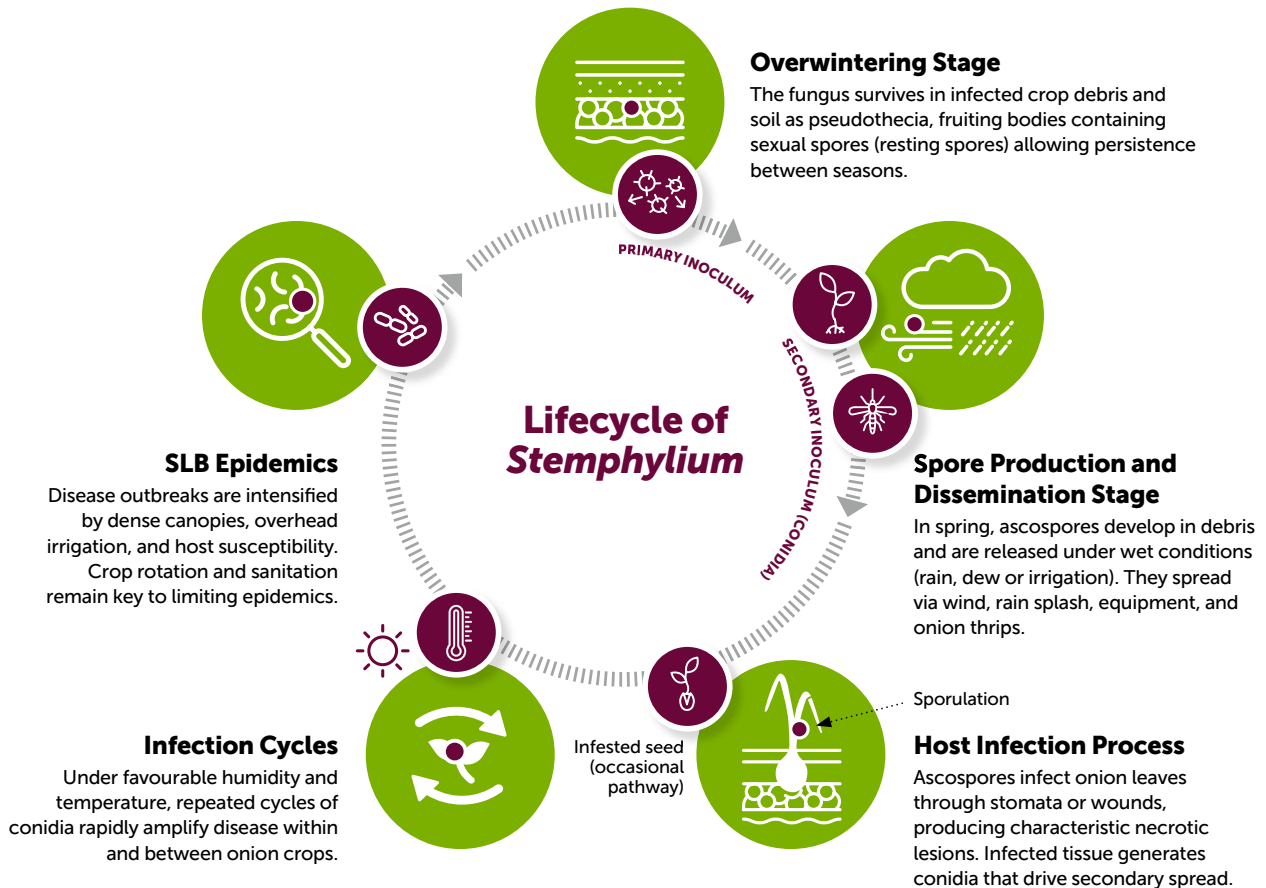 Overwintering Stage
The fungus survives in infected crop debris and
soil as pseudothecia, fruiting bodies containing
sexual spores (resting spores) allowing persistence
between seasons.
PRIMARY INOCULUM
SECONDARY INOCULUM (CONIDIA)
Lifecycle of
Stemphylium
Spore Production and
Dissemination Stage
In spring, ascospores develop in debris
and are released under wet conditions
(rain, dew or irrigation). They spread
via wind, rain splash, equipment, and
onion thrips.
Sporulation
Host Infection Process
Ascospores infect onion leaves
through stomata or wounds,
producing characteristic necrotic
lesions. Infected tissue generates
conidia that drive secondary spread.
Infested seed
(occasional
pathway)
Infection Cycles
Under favourable humidity and
temperature, repeated cycles of
conidia rapidly amplify disease within
and between onion crops.
SLB Epidemics
Disease outbreaks are intensified
by dense canopies, overhead
irrigation, and host susceptibility.
Crop rotation and sanitation
remain key to limiting epidemics.